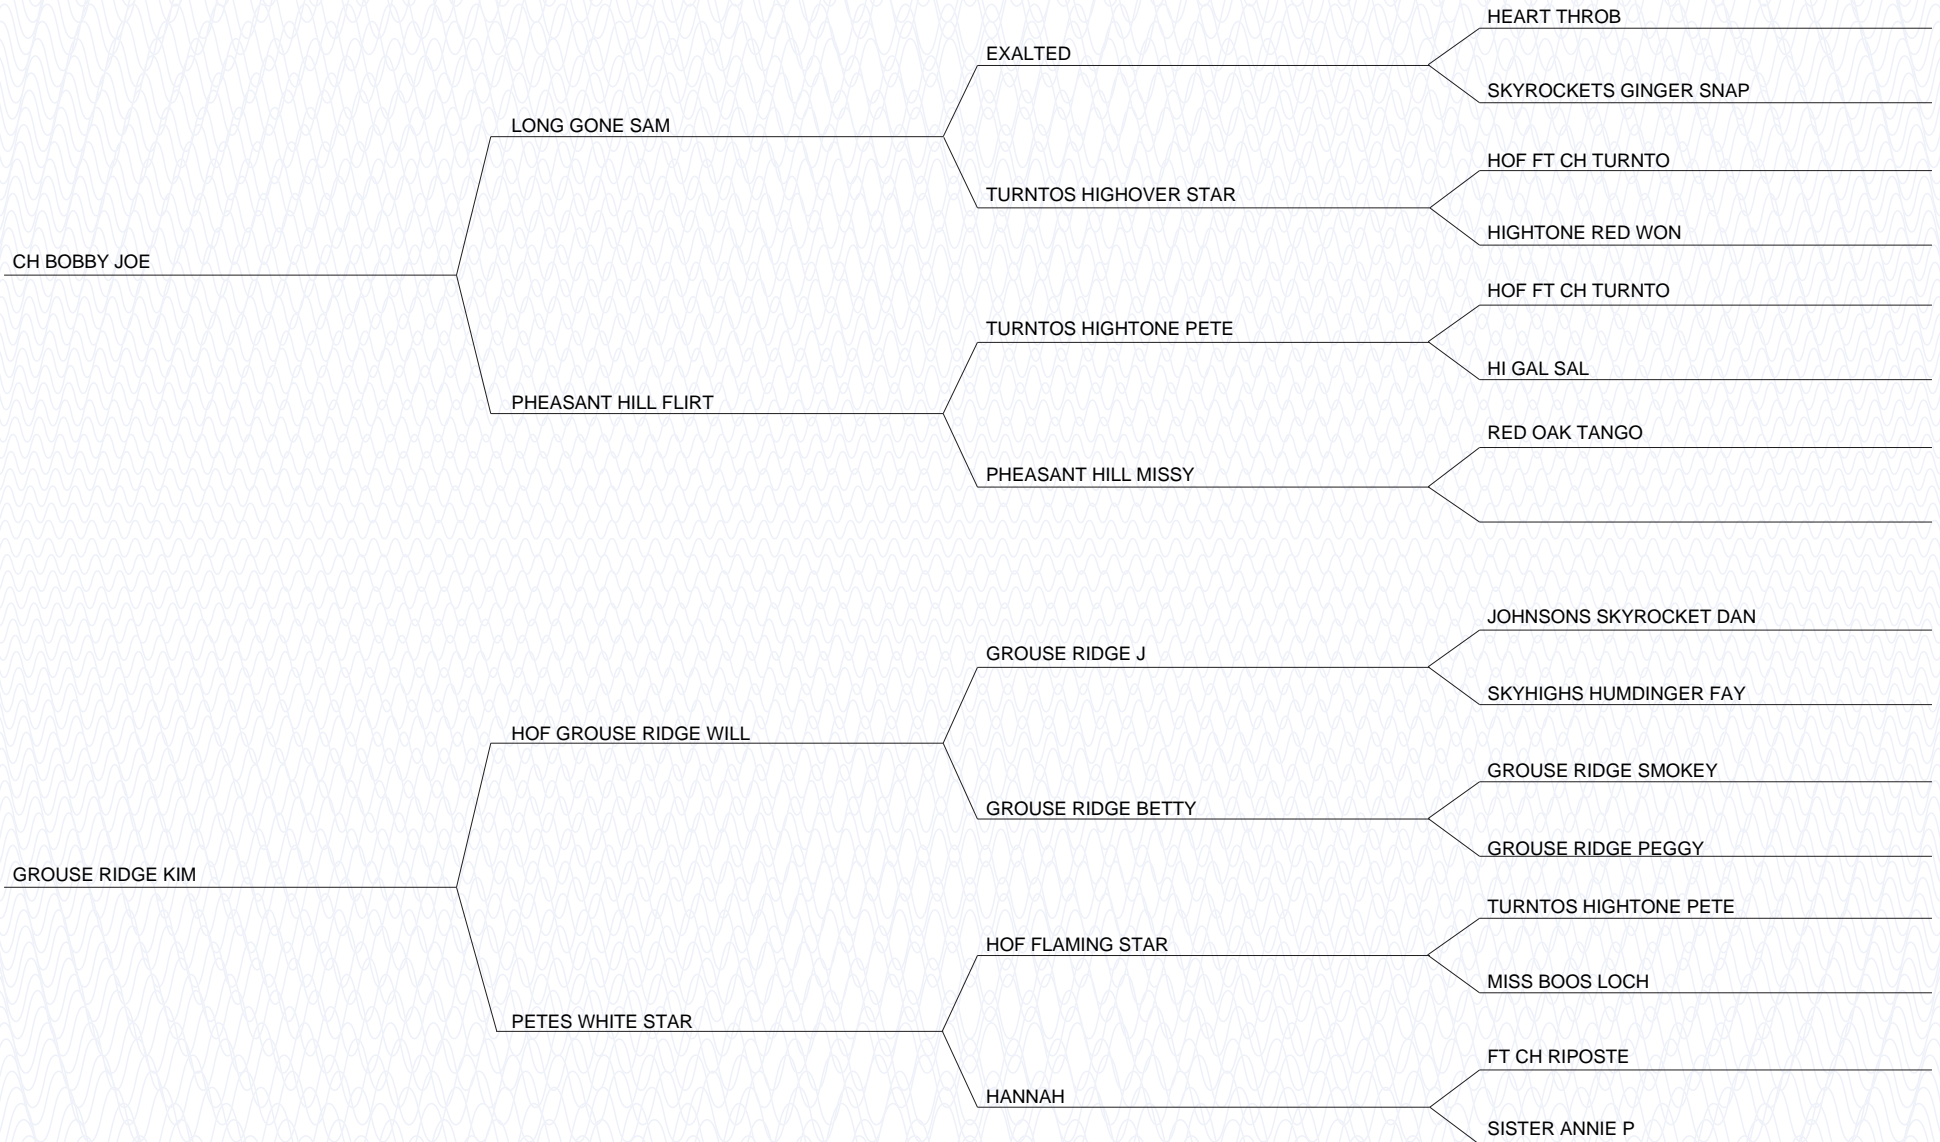 HEART THROB
EXALTED
SKYROCKETS GINGER SNAP
LONG GONE SAM
HOF FT CH TURNTO
TURNTOS HIGHOVER STAR
HIGHTONE RED WON
CH BOBBY JOE
HOF FT CH TURNTO
TURNTOS HIGHTONE PETE
HI GAL SAL
PHEASANT HILL FLIRT
RED OAK TANGO
PHEASANT HILL MISSY
JOHNSONS SKYROCKET DAN
GROUSE RIDGE J
SKYHIGHS HUMDINGER FAY
HOF GROUSE RIDGE WILL
GROUSE RIDGE SMOKEY
GROUSE RIDGE BETTY
GROUSE RIDGE PEGGY
GROUSE RIDGE KIM
TURNTOS HIGHTONE PETE
HOF FLAMING STAR
MISS BOOS LOCH
PETES WHITE STAR
FT CH RIPOSTE
HANNAH
SISTER ANNIE P